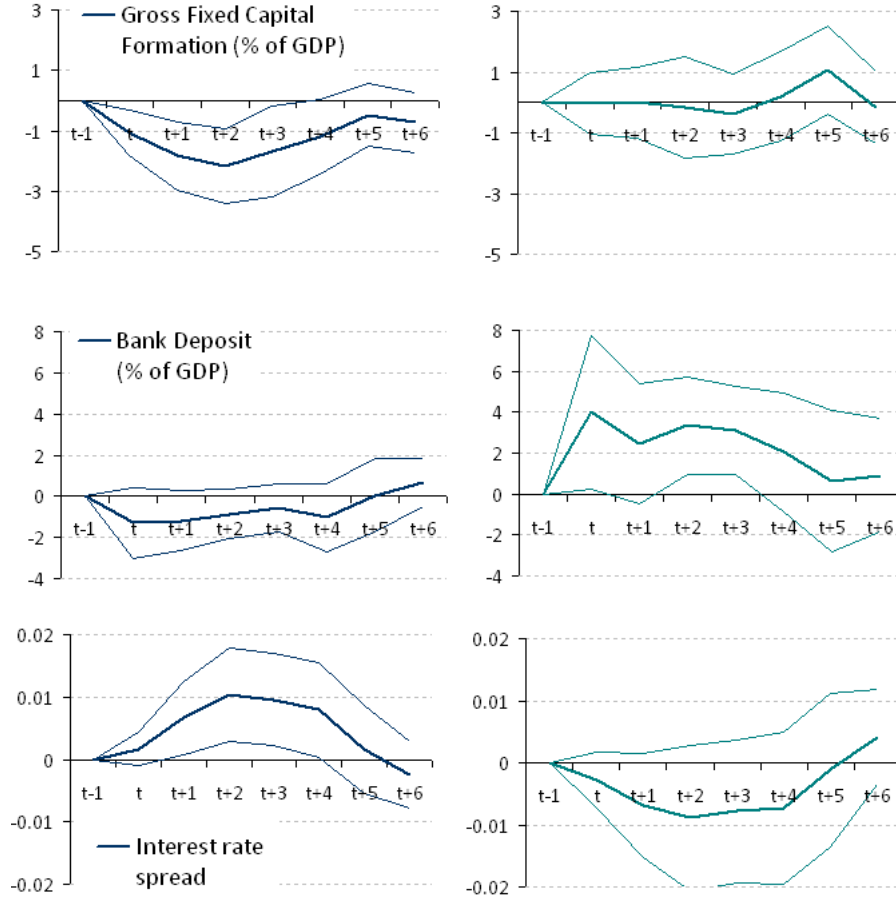 Gross Fixed Capital
Formation (% of GDP)
3
1
-1
-3
-5
t-1 t t+1 t+2 t+3 t+4 t+5 t+6
3
1
-1
-3
-5
t-1 t t+1 t+2 t+3 t+4 t+5 t+6
Bank Deposit
(% of GDP)
8
6
4
2
0
-2
-4
t-1 t t+1 t+2 t+3 t+4 t+5 t+6
8
6
4
2
0
-2
-4
t-1 t t+1 t+2 t+3 t+4 t+5 t+6
0.02
0.01
0
-0.01
-0.02
t-1 t t+1 t+2 t+3 t+4 t+5 t+6
Interest rate
spread
0.02
0.01
0
-0.01
-0.02
t-1 t t+1 t+2 t+3 t+4 t+5 t+6